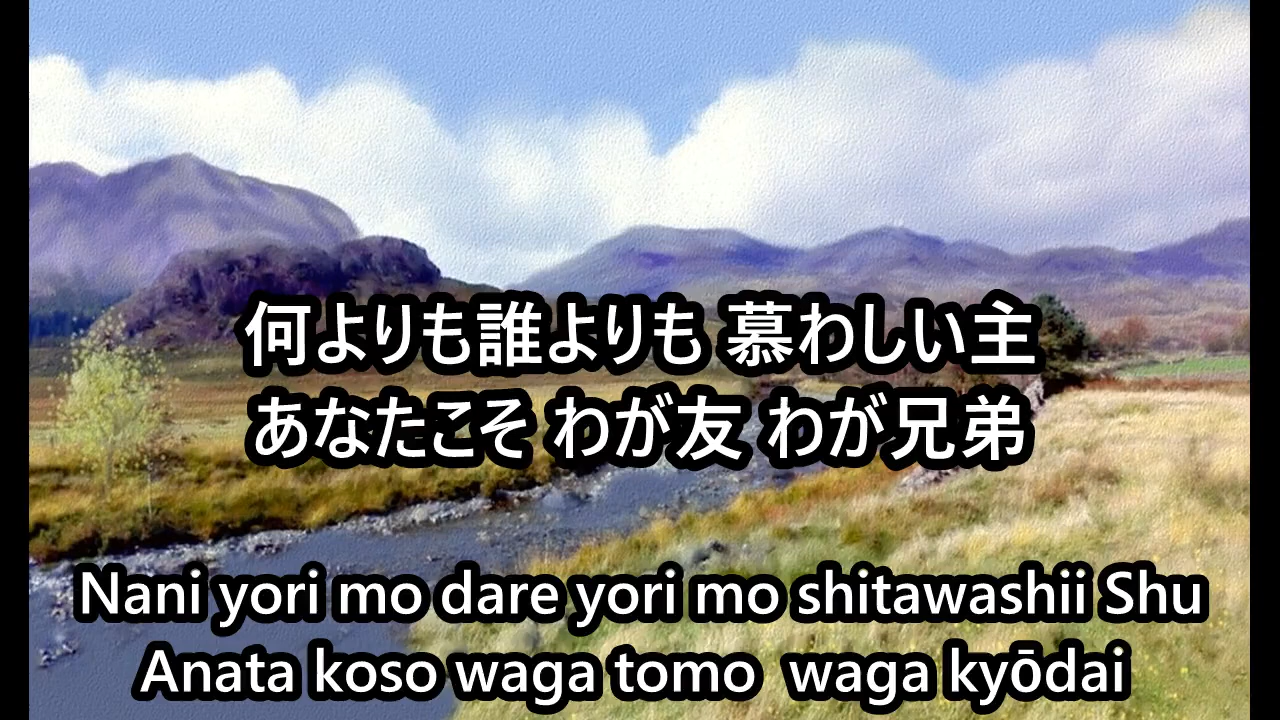 何よりも誰よりも 慕わしい主
あなたこそ わが友 わが兄弟
Nani yori mo dare yori mo shitawashii Shu
Anata koso waga tomo  waga kyōdai